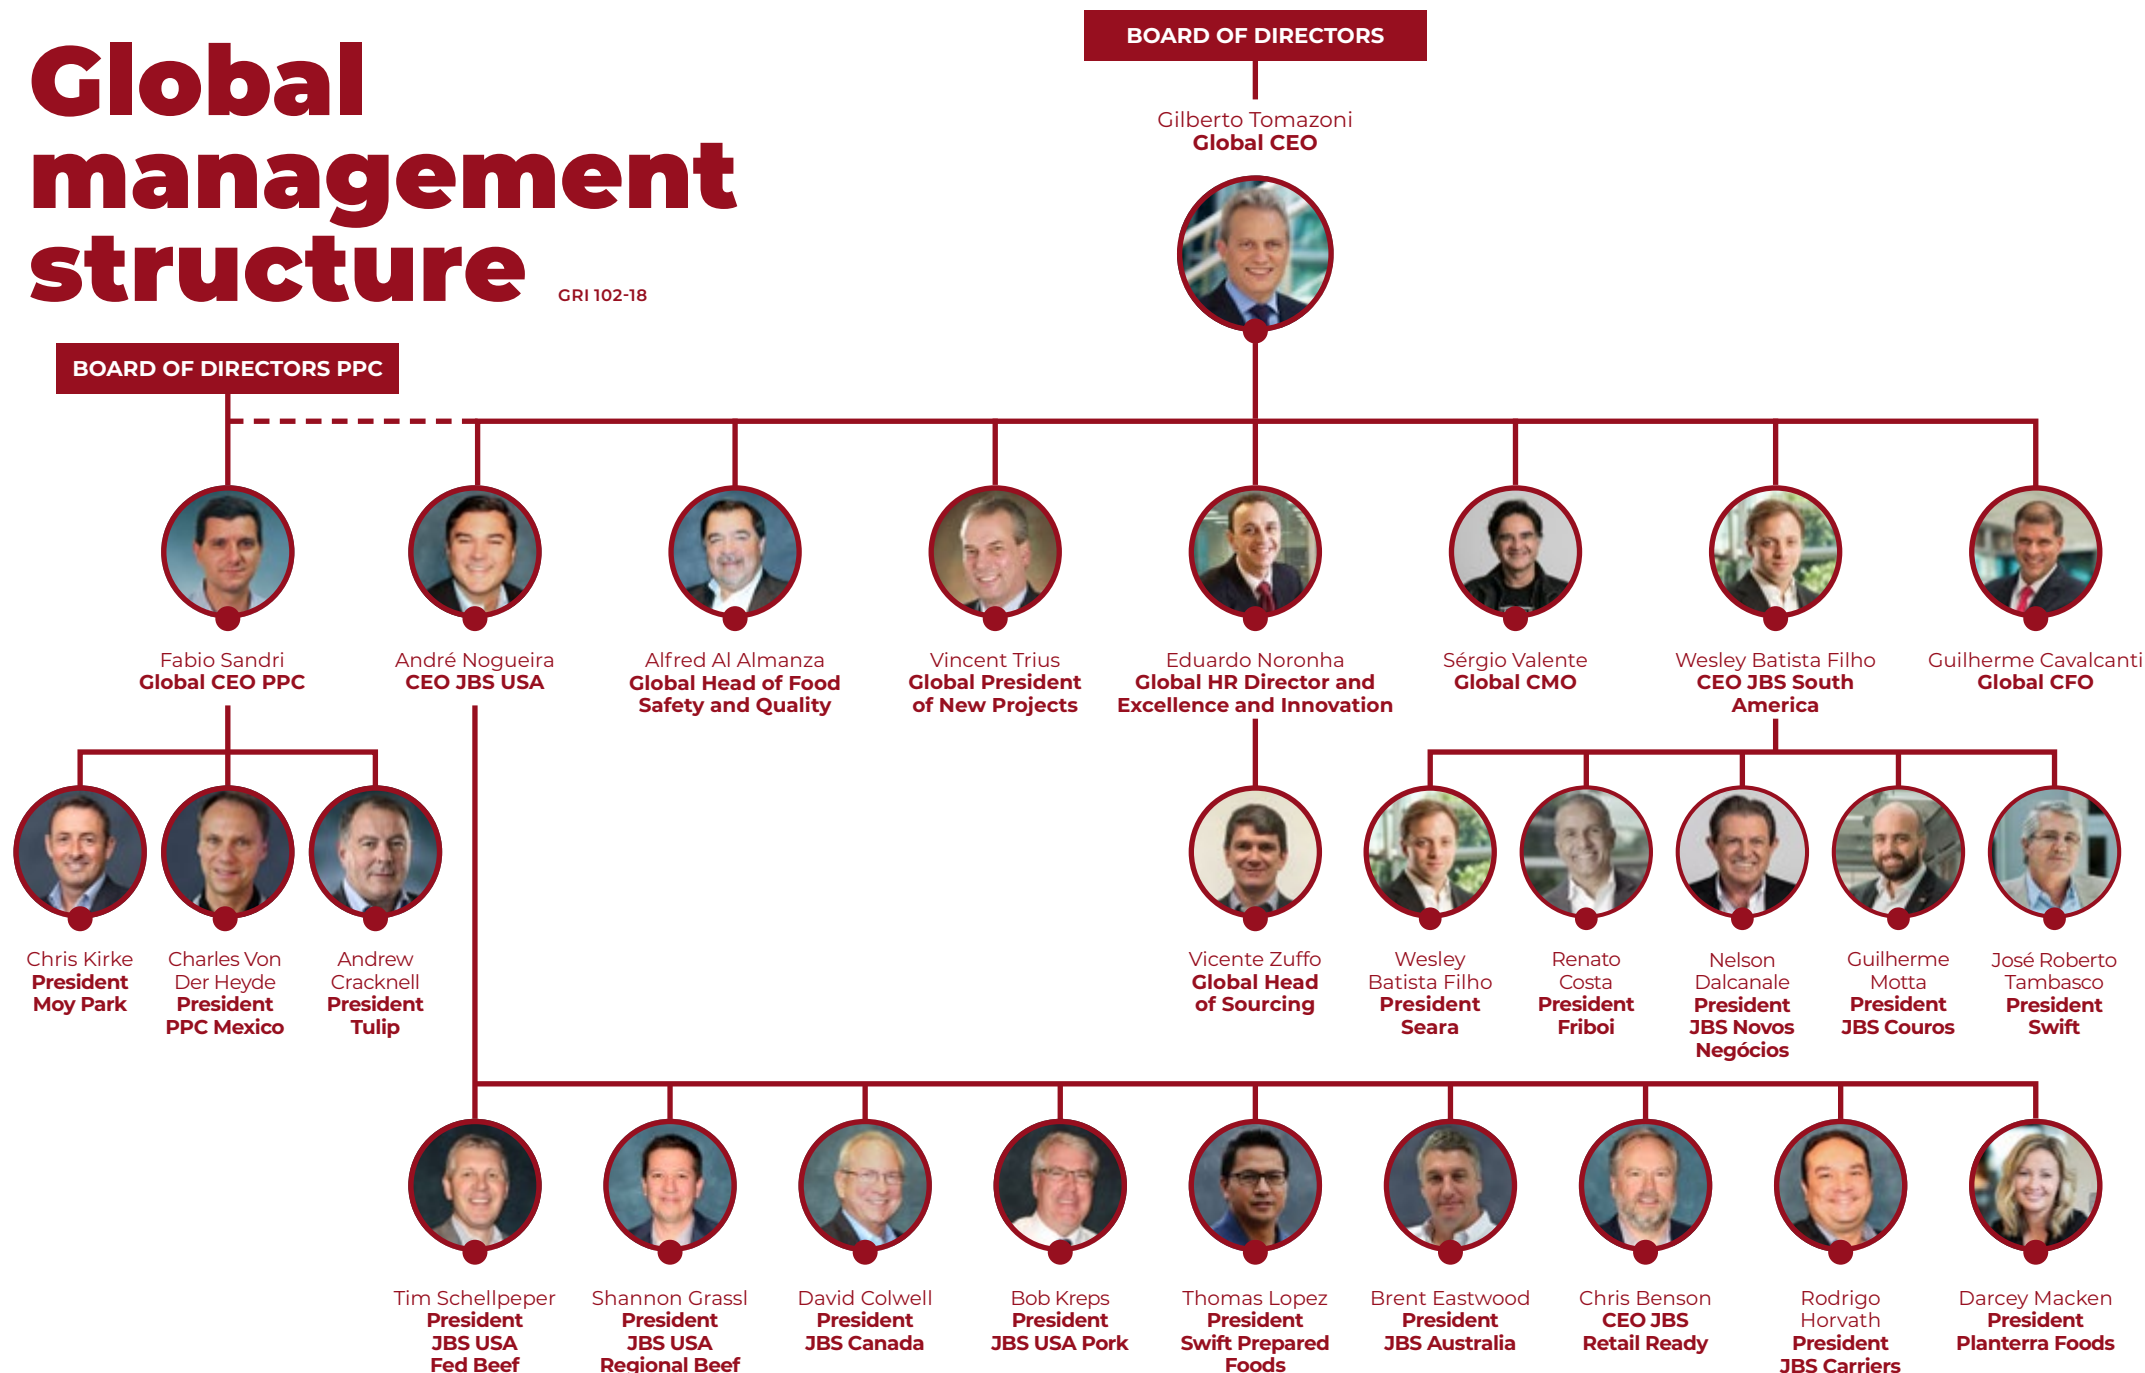 Global
management
structure
GRI 102-18
BOARD OF DIRECTORS
Gilberto Tomazoni
Global CEO
BOARD OF DIRECTORS PPC
Fabio Sandri
Global CEO PPC
André Nogueira
CEO JBS USA
Alfred Al Almanza
Global Head of Food
Safety and Quality
Vincent Trius
Global President
of New Projects
Eduardo Noronha
Global HR Director and
Excellence and Innovation
Sérgio Valente
Global CMO
Wesley Batista Filho
CEO JBS South
America
Guilherme Cavalcanti
Global CFO
Chris Kirke
President
Moy Park
Charles Von
Der Heyde
President
PPC Mexico
Andrew
Cracknell
President
Tulip
Vicente Zuffo
Global Head
of Sourcing
Wesley
Batista Filho
President
Seara
Renato
Costa
President
Friboi
Nelson
Dalcanale
President
JBS Novos
Negócios
Guilherme
Motta
President
JBS Couros
José Roberto
Tambasco
President
Swift
Tim Schellpeper
President
JBS USA
Fed Beef
Shannon Grassl
President
JBS USA
Regional Beef
David Colwell
President
JBS Canada
Bob Kreps
President
JBS USA Pork
Thomas Lopez
President
Swift Prepared
Foods
Brent Eastwood
President
JBS Australia
Chris Benson
CEO JBS
Retail Ready
Rodrigo
Horvath
President
JBS Carriers
Darcey Macken
President
Planterra Foods